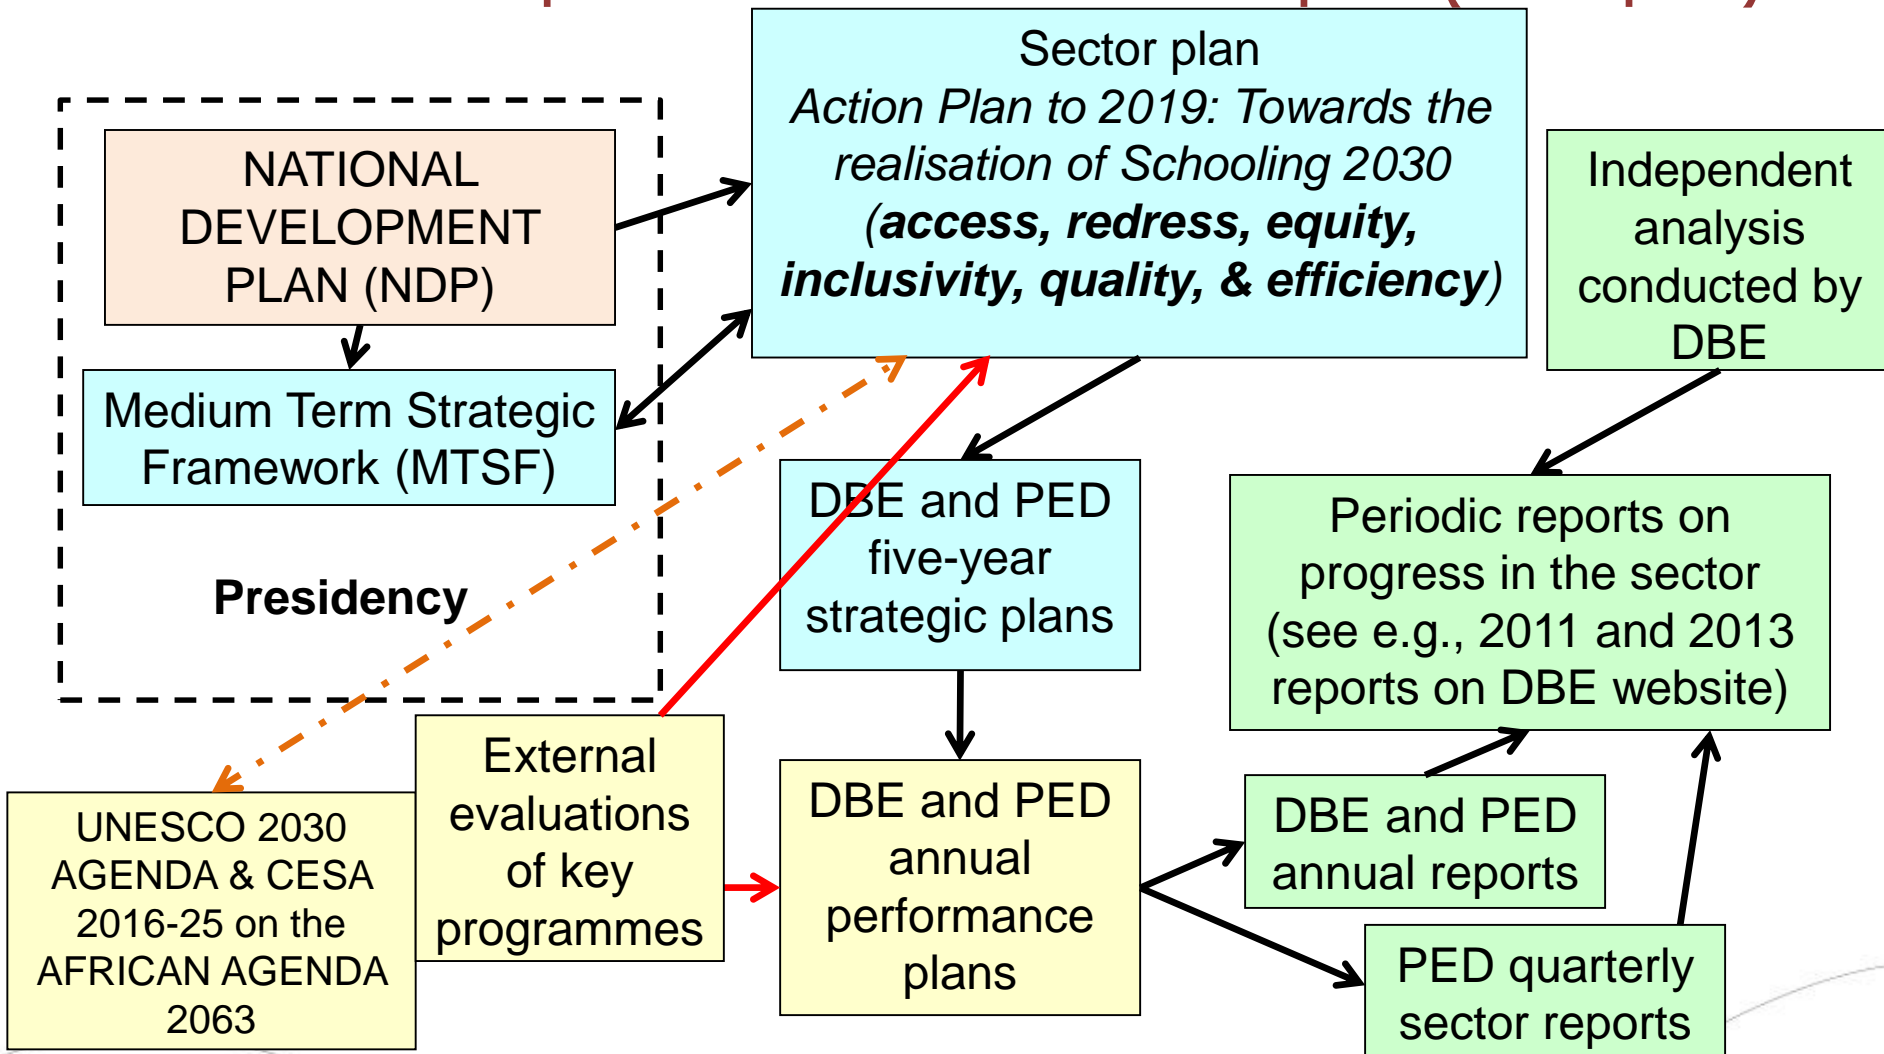 Sector plan
Action Plan to 2019: Towards the
realisation of Schooling 2030
(access, redress, equity,
inclusivity, quality, & efficiency)
NATIONAL
DEVELOPMENT
PLAN (NDP)
Independent
analysis
conducted by
DBE
Medium Term Strategic
Framework (MTSF)
Presidency
DBE and PED
five-year
strategic plans
Periodic reports on
progress in the sector
(see e.g., 2011 and 2013
reports on DBE website)
External
evaluations
of key
programmes
UNESCO 2030
AGENDA & CESA
2016-25 on the
AFRICAN AGENDA
2063
DBE and PED
annual
performance
plans
DBE and PED
annual reports
PED quarterly
sector reports